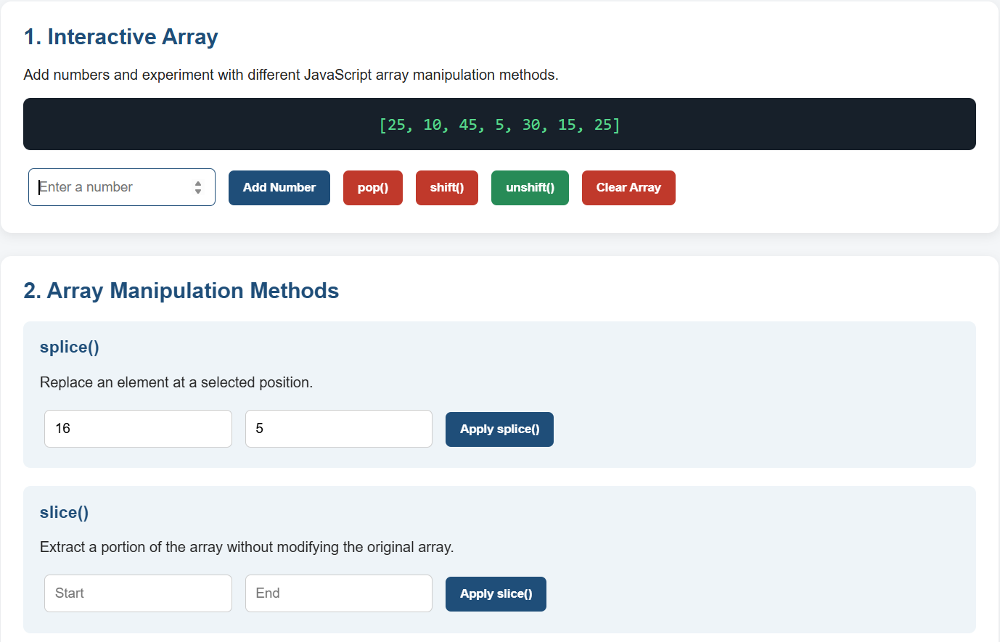 1. Interactive Array
Add numbers and experiment with different JavaScript array manipulation methods.
[25, 10, 45, 5, 30, 15, 25]
Enter a number
Add Number
pop()
shift()
unshift()
Clear Array
2. Array Manipulation Methods
splice()
Replace an element at a selected position.
16
5
Apply splice()
slice()
Extract a portion of the array without modifying the original array.
Start
End
Apply slice()